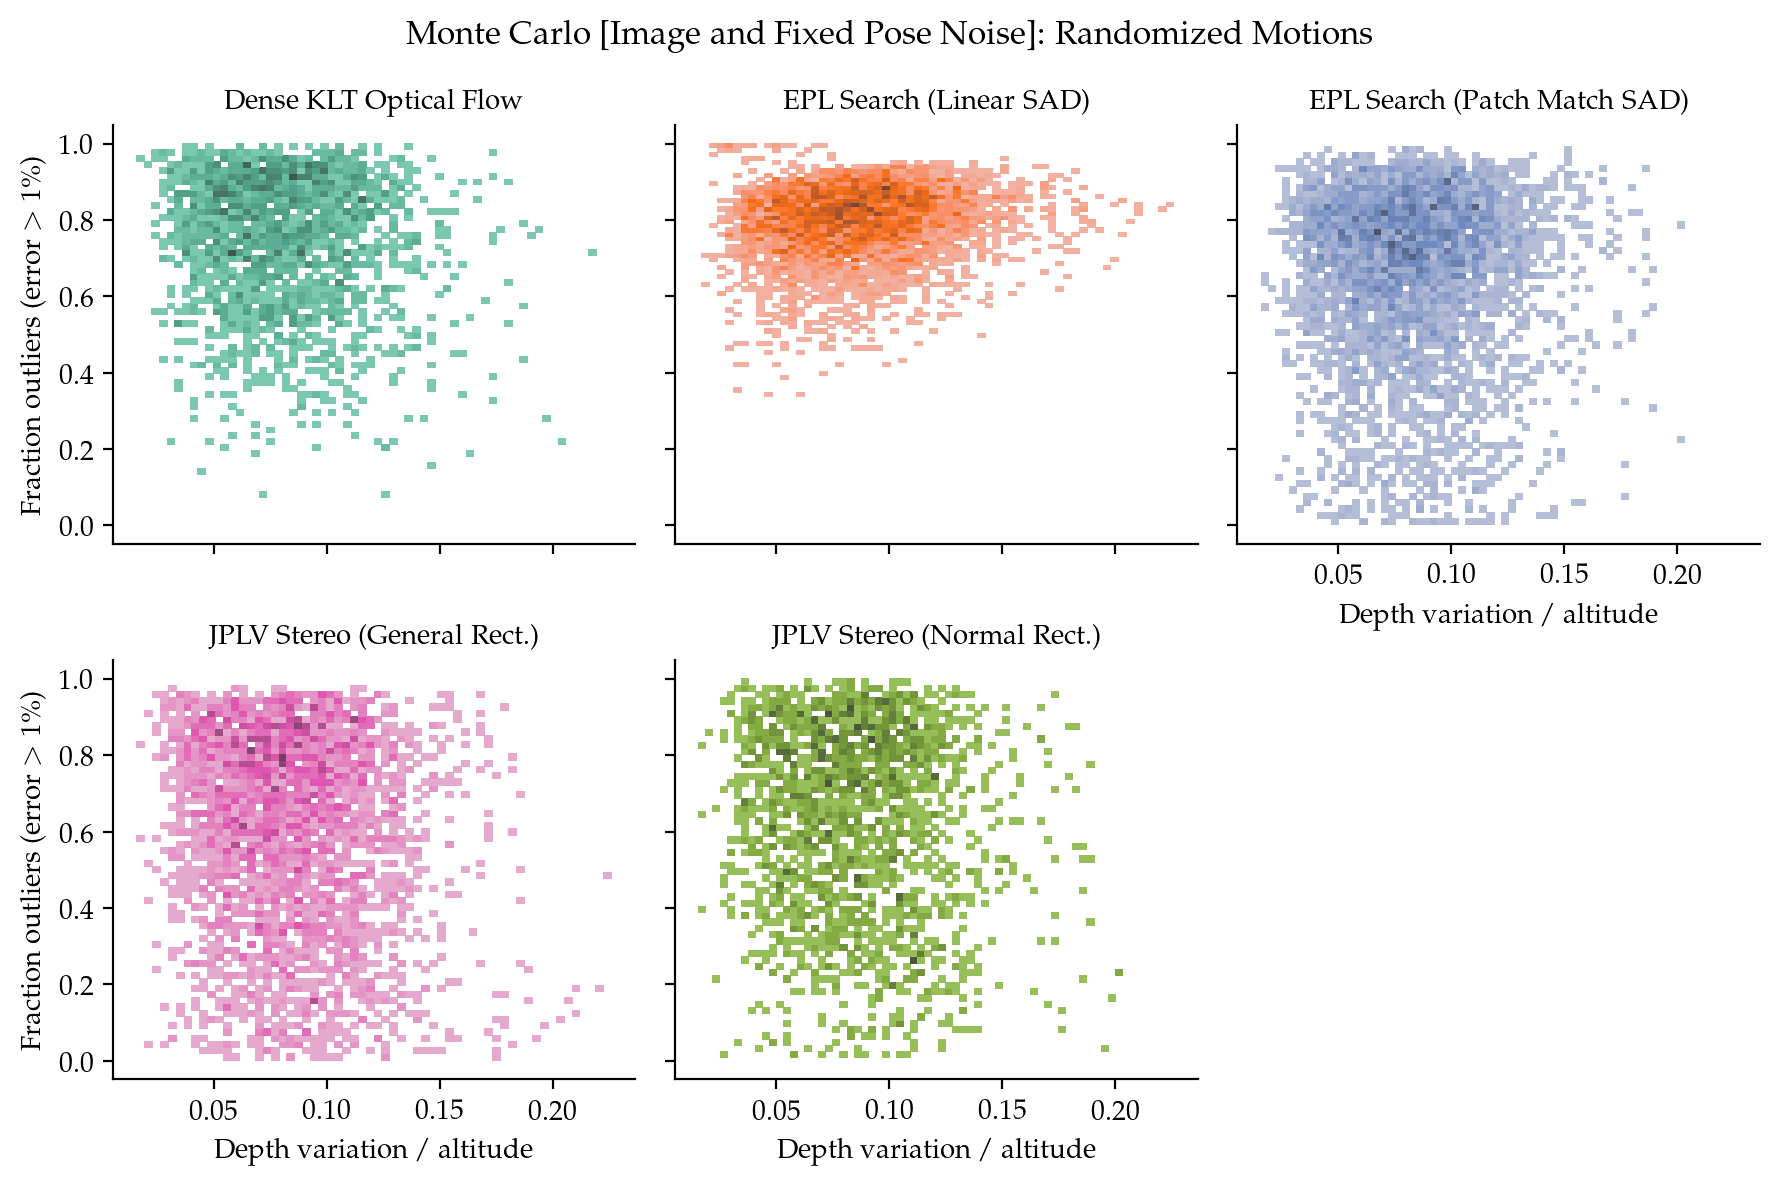 Monte Carlo [Image and Fixed Pose Noise]: Randomized Motions
Dense KLT Optical Flow
EPL Search (Linear SAD)
EPL Search (Patch Match SAD)
Fraction outliers (error > 1%)
1.0
0.8
0.6
0.4
0.2
0.0
0.05 0.10 0.15 0.20
Depth variation / altitude
JPLV Stereo (General Rect.)
JPLV Stereo (Normal Rect.)
Fraction outliers (error > 1%)
1.0
0.8
0.6
0.4
0.2
0.0
0.05 0.10 0.15 0.20
0.05 0.10 0.15 0.20
Depth variation / altitude
Depth variation / altitude